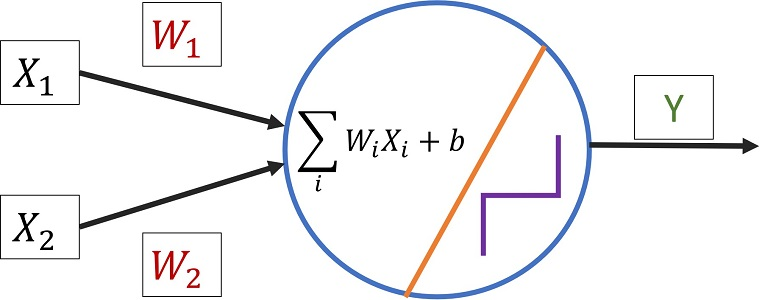 W₁
X₁
∑ᵢ WᵢXᵢ + b
Y
X₂
W₂